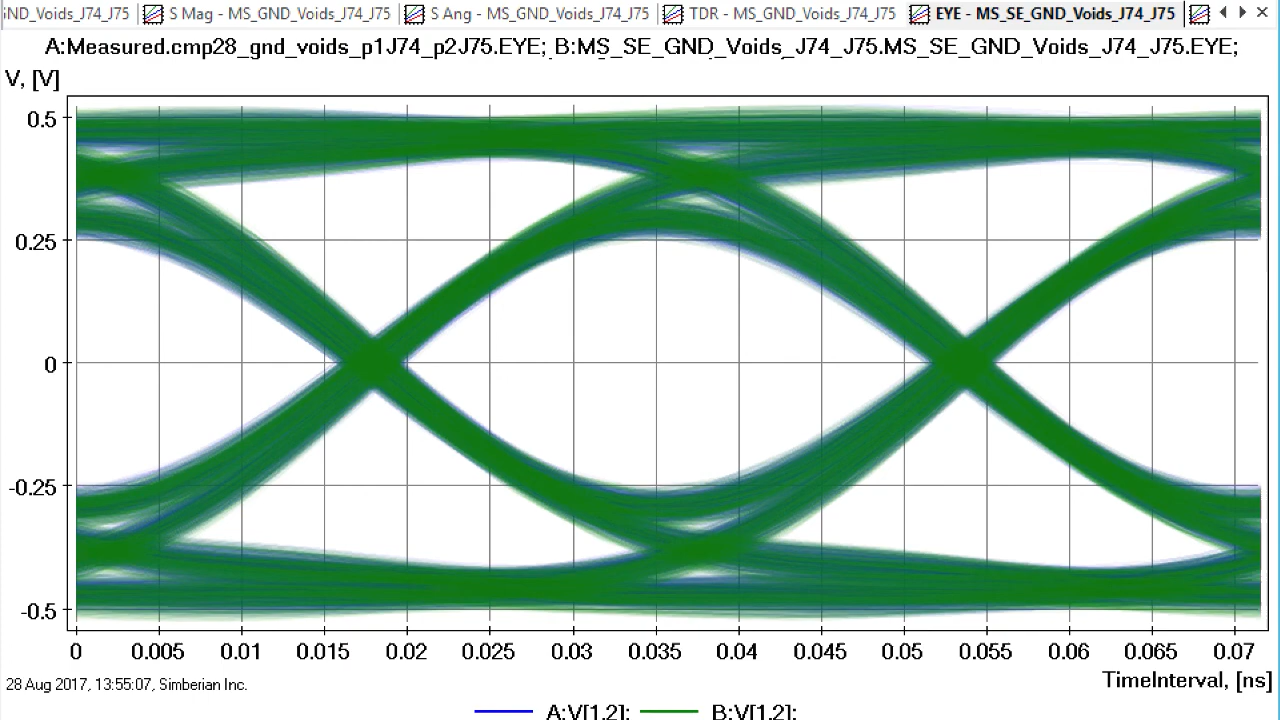 iND_Voids_J74_J75 S Mag - MS_GND_Voids_J74_J75 S Ang - MS_GND_Voids_J74_J75 TDR - MS_GND_Voids_J74_J75 EYE - MS_SE_GND_Voids_J74_J75
A:Measured.cmp28_gnd_voids_p1J74_p2J75.EYE; B:MS_SE_GND_Voids_J74_J75.MS_SE_GND_Voids_J74_J75.EYE;
V, [V]
0.5
0.25
0
-0.25
-0.5
0 0.005 0.01 0.015 0.02 0.025 0.03 0.035 0.04 0.045 0.05 0.055 0.06 0.065 0.07
TimeInterval, [ns]
28 Aug 2017, 13:55:07, Simberian Inc.
A:V[1,2]; B:V[1,2];